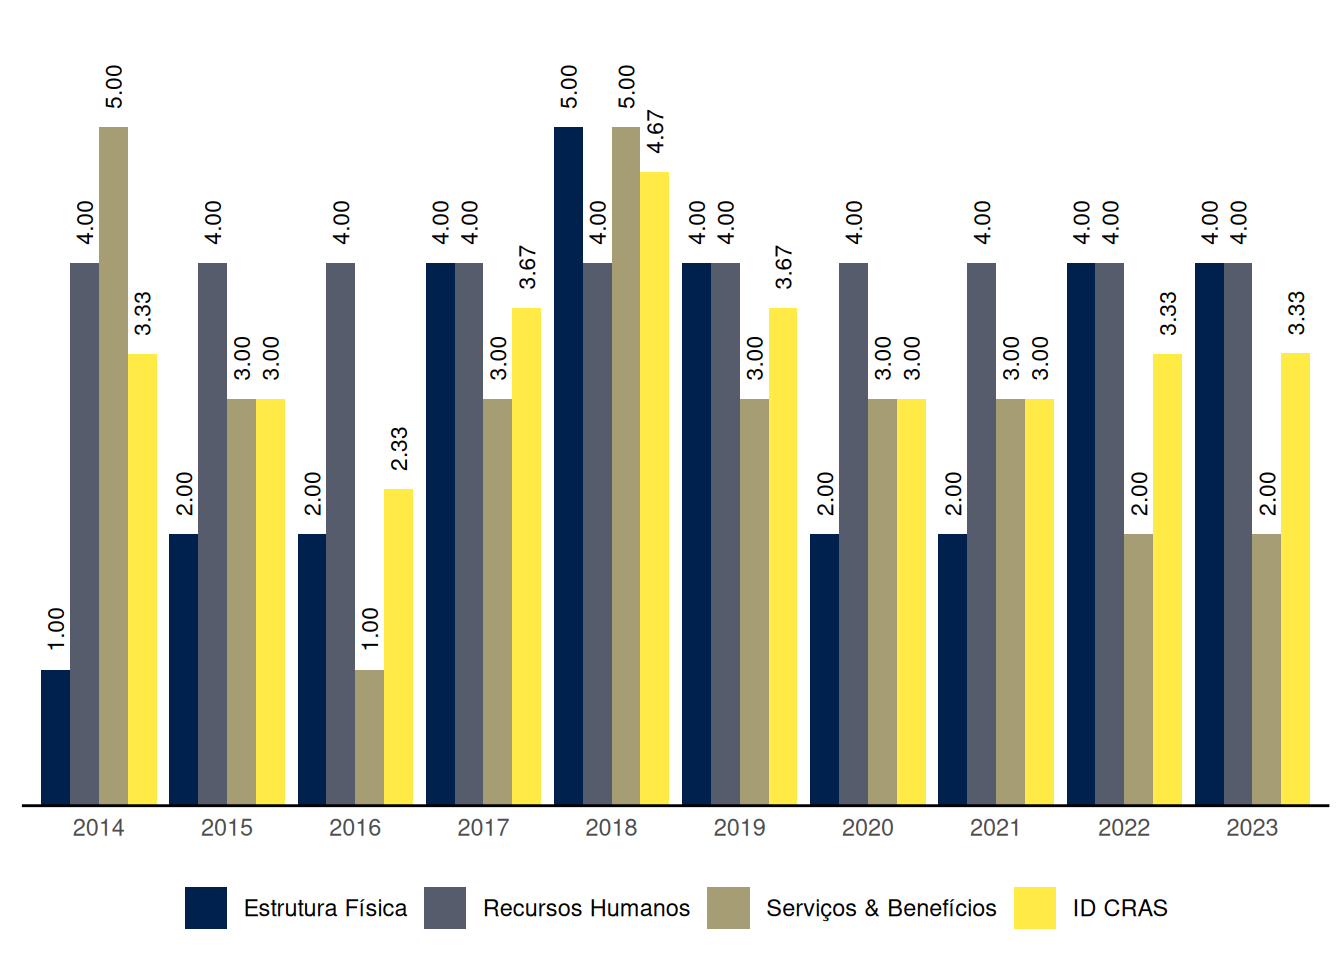 5.00 5.00 5.00
4.67
4.00 4.00 4.00 4.00 4.00 4.00 4.00 4.00 4.00 4.00 4.00 4.00 4.00 4.00
3.67 3.67
3.33 3.33 3.33
3.00 3.00 3.00 3.00 3.00 3.00 3.00 3.00
2.33
2.00 2.00 2.00 2.00 2.00 2.00
1.00 1.00
2014 2015 2016 2017 2018 2019 2020 2021 2022 2023
Estrutura Física Recursos Humanos Serviços & Benefícios ID CRAS